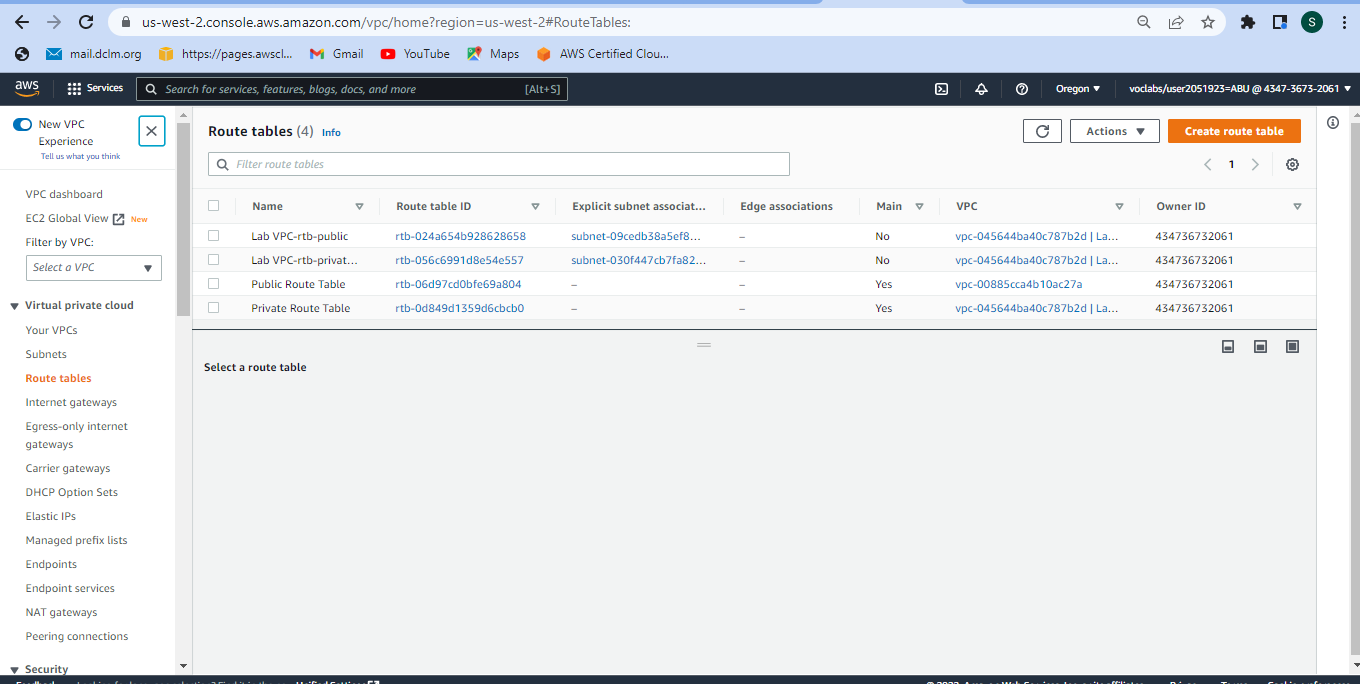 us-west-2.console.aws.amazon.com/vpc/home?region=us-west-2#RouteTables:
S
mail.dclm.org https://pages.awscl... Gmail YouTube Maps AWS Certified Clou...
aws Services Search for services, features, blogs, docs, and more [Alt+S] Oregon voclabs/user2051923=ABU @ 4347-3673-2061
New VPC
Experience
Tell us what you think
VPC dashboard
EC2 Global View New
Filter by VPC:
Select a VPC
Virtual private cloud
Your VPCs
Subnets
Route tables
Internet gateways
Egress-only internet
gateways
Carrier gateways
DHCP Option Sets
Elastic IPs
Managed prefix lists
Endpoints
Endpoint services
NAT gateways
Peering connections
Security
Route tables (4) Info
Actions Create route table
Filter route tables
1
Name Route table ID Explicit subnet associat... Edge associations Main VPC Owner ID
Lab VPC-rtb-public rtb-024a654b928628658 subnet-09cedb38a5ef8... – No vpc-045644ba40c787b2d | La... 434736732061
Lab VPC-rtb-privat... rtb-056c6991d8e54e557 subnet-030f447cb7fa82... – No vpc-045644ba40c787b2d | La... 434736732061
Public Route Table rtb-06d97cd0bfe69a804 – – Yes vpc-00885cca4b10ac27a 434736732061
Private Route Table rtb-0d849d1359d6cbcb0 – – Yes vpc-045644ba40c787b2d | La... 434736732061
Select a route table